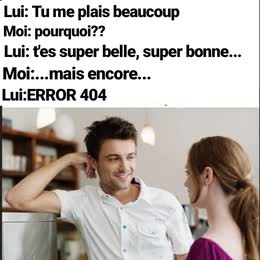 Lui: Tu me plais beaucoup
Moi: pourquoi??
Lui: t'es super belle, super bonne...
Moi:...mais encore...
Lui:ERROR 404